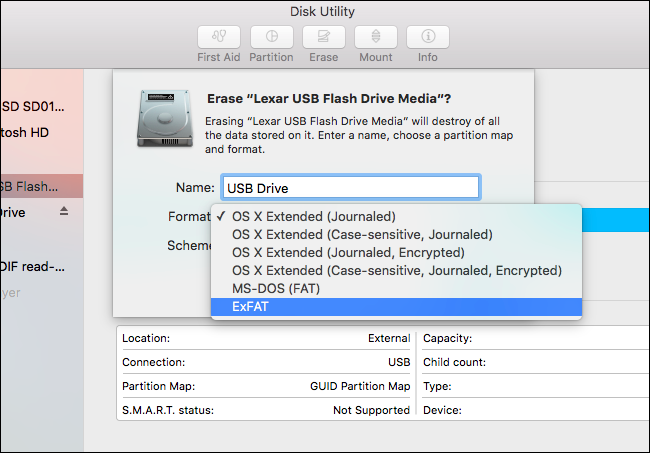 Disk Utility
First Aid
Partition
Erase
Mount
Info
SD SD01...
tosh HD
SB Flash...
Drive
DIF read-...
yer
Erase “Lexar USB Flash Drive Media”?
Erasing “Lexar USB Flash Drive Media” will destroy of all
the data stored on it. Enter a name, choose a partition map
and format.
Name:
USB Drive
Format
✓ OS X Extended (Journaled)
OS X Extended (Case-sensitive, Journaled)
OS X Extended (Journaled, Encrypted)
OS X Extended (Case-sensitive, Journaled, Encrypted)
MS-DOS (FAT)
ExFAT
Scheme
Location: External
Connection: USB
Partition Map: GUID Partition Map
S.M.A.R.T. status: Not Supported
Capacity:
Child count:
Type:
Device: